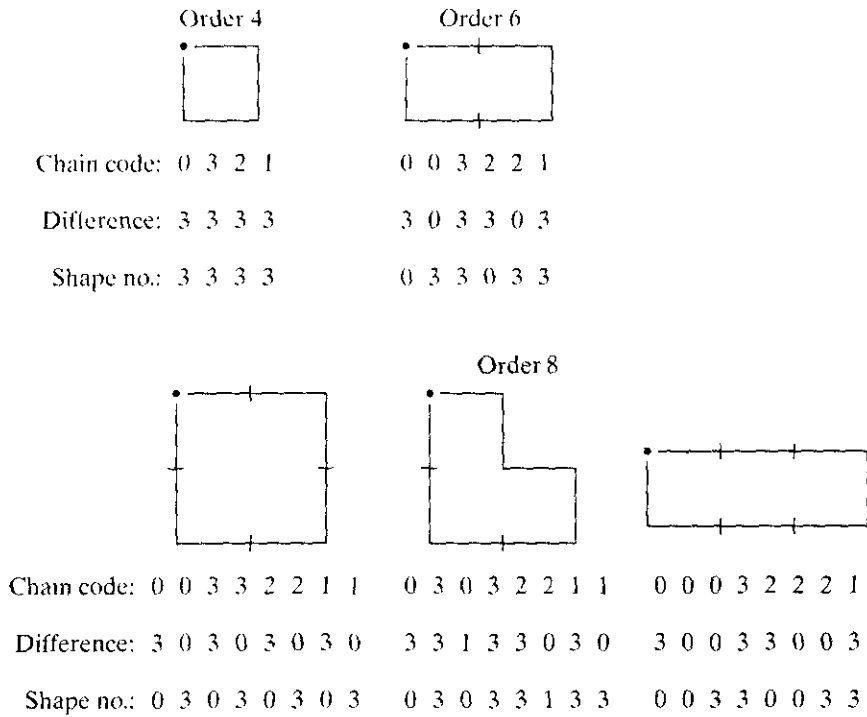 Order 4 Order 6
Chain code: 0 3 2 1 0 0 3 2 2 1
Difference: 3 3 3 3 3 0 3 3 0 3
Shape no.: 3 3 3 3 0 3 3 0 3 3
Order 8
Chain code: 0 0 3 3 2 2 1 1 0 3 0 3 2 2 1 1 0 0 0 3 2 2 2 1
Difference: 3 0 3 0 3 0 3 0 3 3 1 3 3 0 3 0 3 0 0 3 3 0 0 3
Shape no.: 0 3 0 3 0 3 0 3 0 3 0 3 3 1 3 3 0 0 3 3 0 0 3 3